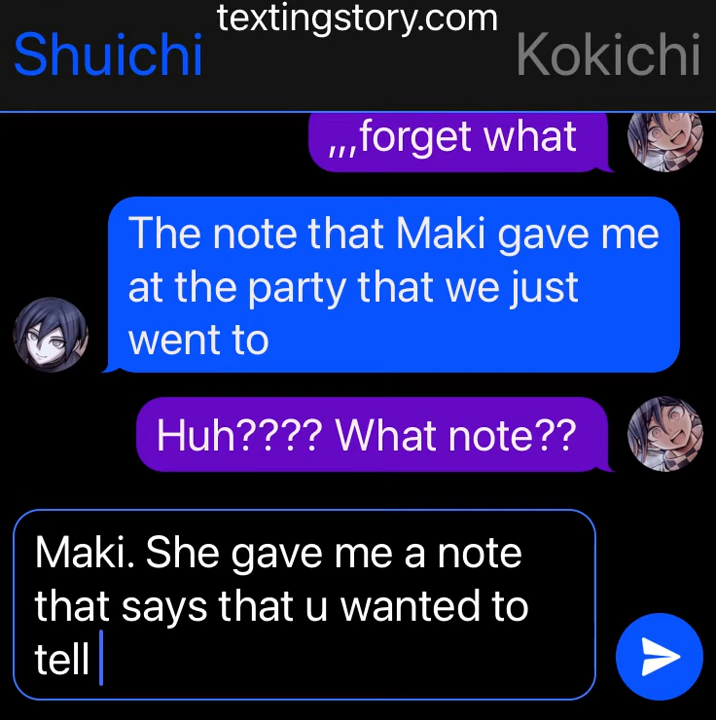 textingstory.com
Shuichi
Kokichi
,,,forget what
The note that Maki gave me
at the party that we just
went to
Huh???? What note??
Maki. She gave me a note
that says that u wanted to
tell